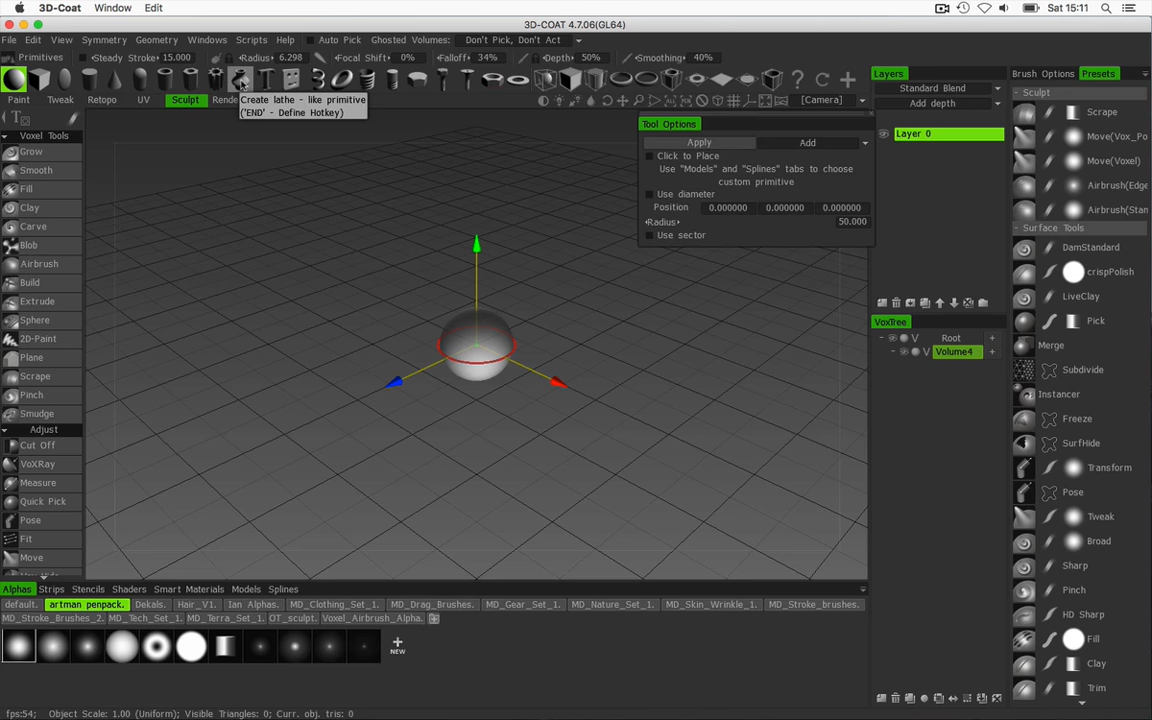 3D-Coat Window Edit
Sat 15:11
3D-COAT 4.7.06(GL64)
File Edit View Symmetry Geometry Windows Scripts Help Auto Pick Ghosted Volumes: Don't Pick, Don't Act
Primitives Steady Stroke: 15.000 Radius: 6.298 Focal Shift: 0% Falloff: 34% Depth: 50% Smoothing: 40%
Paint Tweak Retopo UV Sculpt Rende
[Camera]
Create lathe - like primitive
('END' - Define Hotkey)
Voxel Tools
Grow
Smooth
Fill
Clay
Carve
Blob
Airbrush
Build
Extrude
Sphere
2D-Paint
Plane
Scrape
Pinch
Smudge
Adjust
Cut Off
VoXRay
Measure
Quick Pick
Pose
Fit
Move
Tool Options
Apply Add
Click to Place
Use "Models" and "Splines" tabs to choose
custom primitive
Use diameter
Position 0.000000 0.000000 0.000000
Radius 50.000
Use sector
Layers
Standard Blend
Add depth
Layer 0
VoxTree
V Root +
V Volume4 +
Brush Options Presets
Sculpt
Scrape
Move(Vox_Po
Move(Voxel)
Airbrush(Edge
Airbrush(Stan
Surface Tools
DamStandard
crispPolish
LiveClay
Pick
Merge
Subdivide
Instancer
Freeze
SurfHide
Transform
Pose
Tweak
Broad
Sharp
Pinch
HD Sharp
Fill
Clay
Trim
Alphas Strips Stencils Shaders Smart Materials Models Splines
default. artman penpack. Dekals. Hair_V1. Ian Alphas. MD_Clothing_Set_1. MD_Drag_Brushes. MD_Gear_Set_1. MD_Nature_Set_1. MD_Skin_Wrinkle_1. MD_Stroke_brushes.
MD_Stroke_Brushes_2. MD_Tech_Set_1. MD_Terra_Set_1. OT_sculpt. Voxel_Airbrush_Alpha.
NEW
fps:54; Object Scale: 1.00 (Uniform); Visible Triangles: 0; Curr. obj. tris: 0